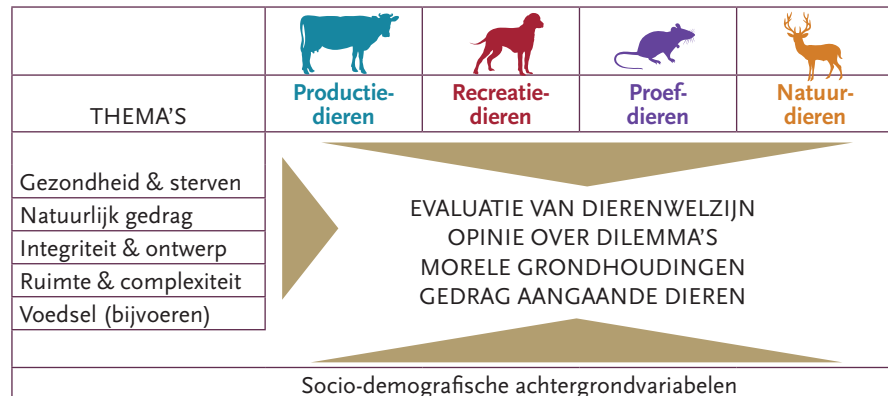 THEMA'S
Productie-
dieren
Recreatie-
dieren
Proef-
dieren
Natuur-
dieren
Gezondheid & sterven
Natuurlijk gedrag
Integriteit & ontwerp
Ruimte & complexiteit
Voedsel (bijvoeren)
EVALUATIE VAN DIERENWELZIJN
OPINIE OVER DILEMMA'S
MORELE GRONDHOUDINGEN
GEDRAG AANGAANDE DIEREN
Socio-demografische achtergrondvariabelen